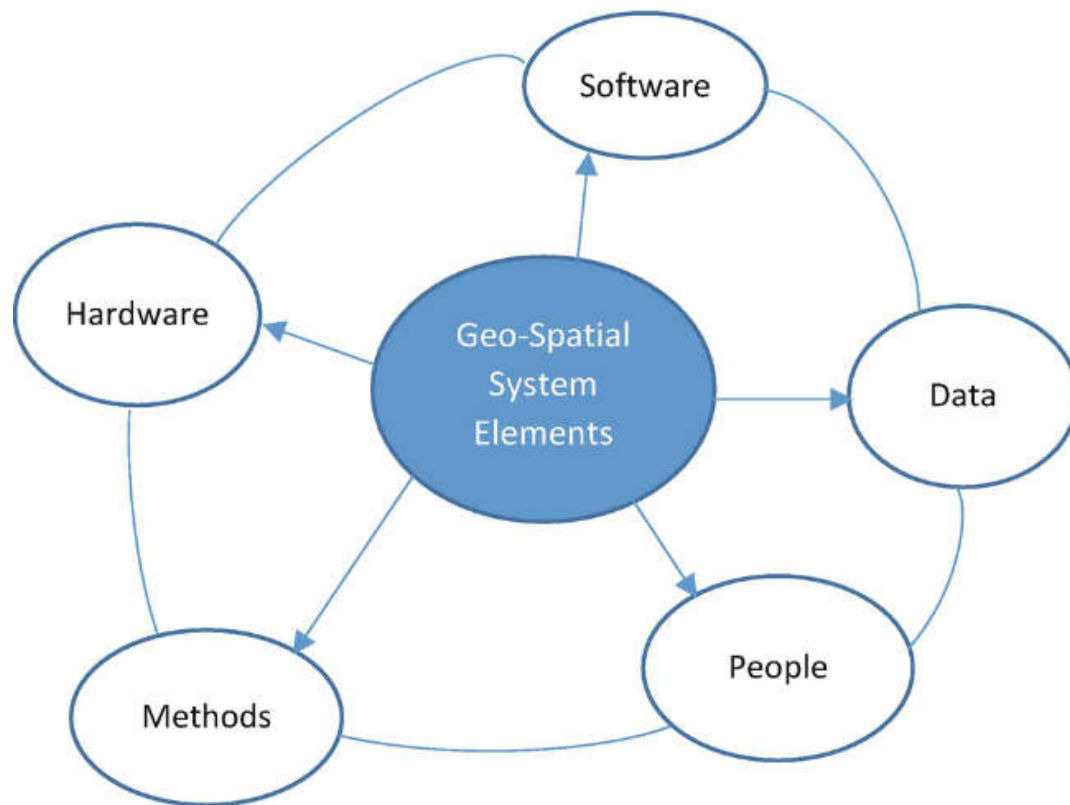 Software
Hardware
Geo-Spatial
System
Elements
Data
People
Methods